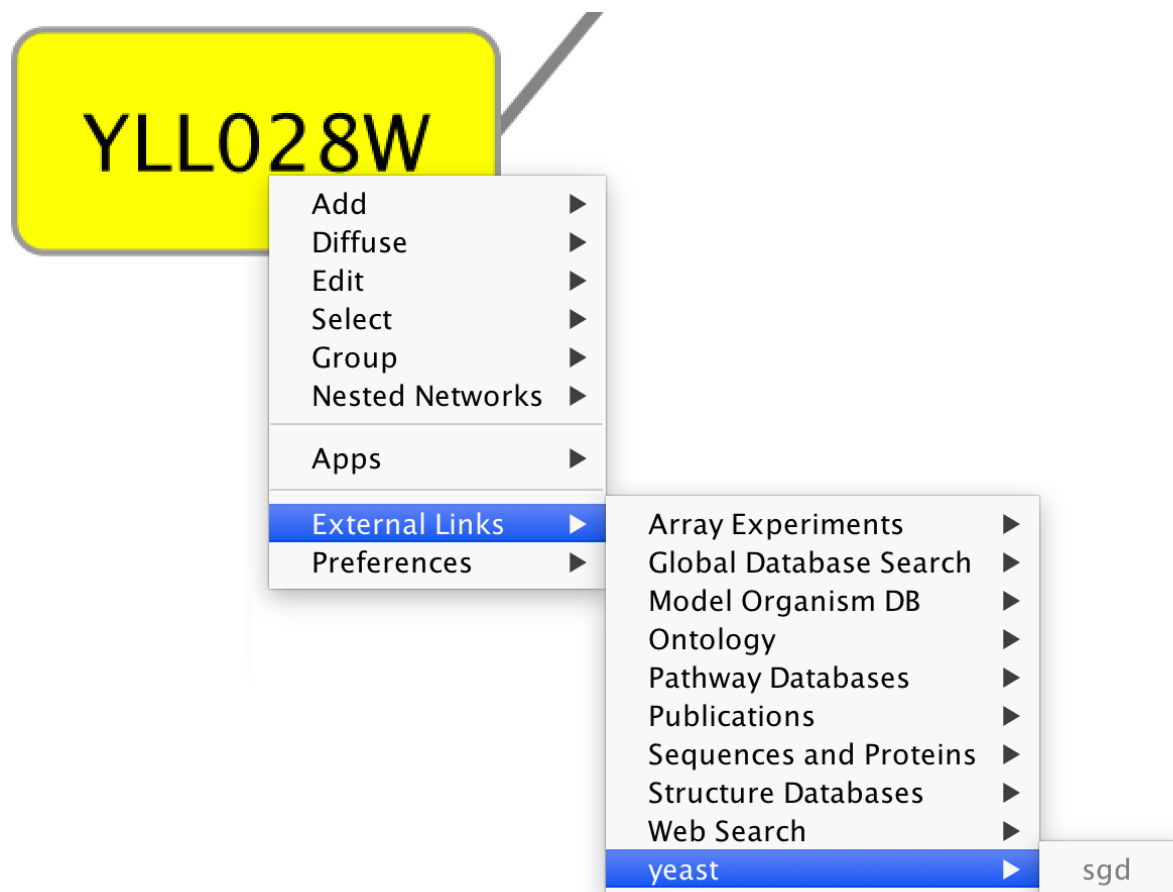 YLL028W
Add
Diffuse
Edit
Select
Group
Nested Networks
Apps
External Links
Preferences
Array Experiments
Global Database Search
Model Organism DB
Ontology
Pathway Databases
Publications
Sequences and Proteins
Structure Databases
Web Search
yeast
sgd